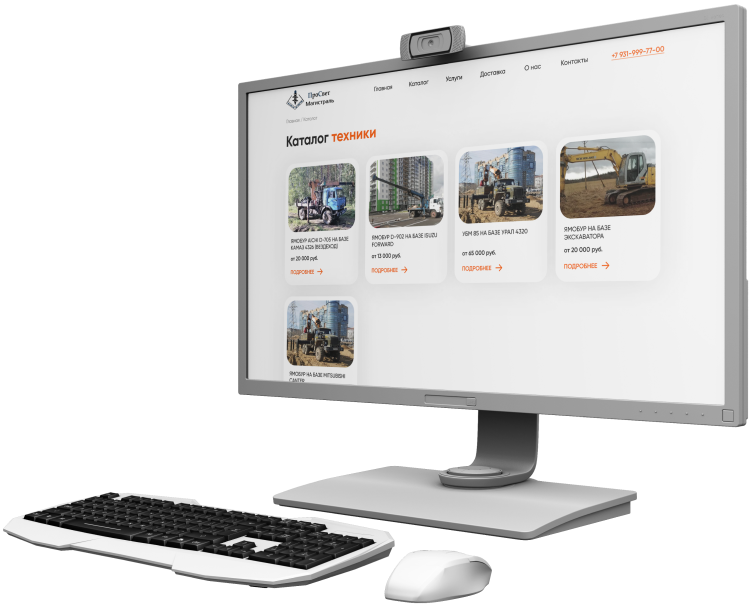 ПроСвет
Магистраль
Главная
Каталог
Услуги
Доставка
О нас
Контакты
+7 931-999-77-00
Главная / Каталог
Каталог техники
ЯМОБУР AICHI D-705 НА БАЗЕ
КАМАЗ 4326 (ВЕЗДЕХОД)
от 20 000 руб.
ПОДРОБНЕЕ →
ЯМОБУР D-902 НА БАЗЕ ISUZU
FORWARD
от 13 000 руб.
ПОДРОБНЕЕ →
УБМ 85 НА БАЗЕ УРАЛ 4320
от 65 000 руб.
ПОДРОБНЕЕ →
ЯМОБУР НА БАЗЕ
ЭКСКАВАТОРА
от 20 000 руб.
ПОДРОБНЕЕ →
ЯМОБУР НА БАЗЕ MITSUBISHI
CANTER